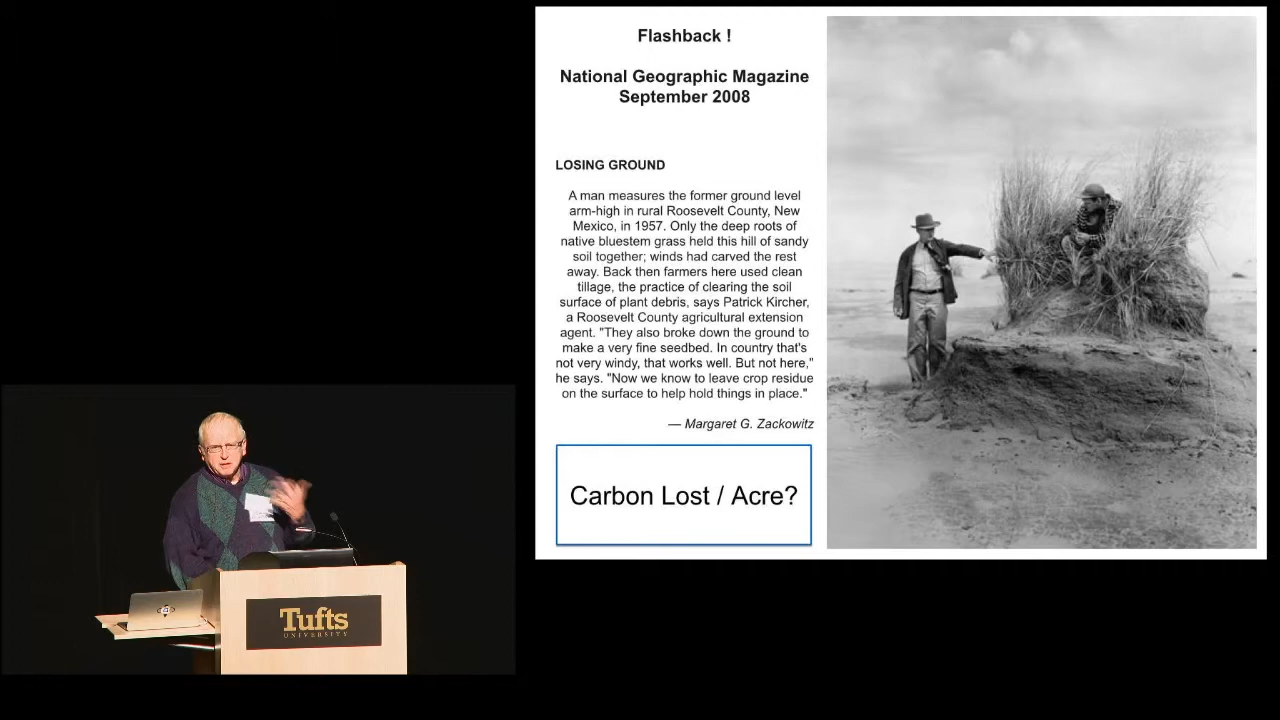 Flashback !
National Geographic Magazine
September 2008
LOSING GROUND
A man measures the former ground level
arm-high in rural Roosevelt County, New
Mexico, in 1957. Only the deep roots of
native bluestem grass held this hill of sandy
soil together; winds had carved the rest
away. Back then farmers here used clean
tillage, the practice of clearing the soil
surface of plant debris, says Patrick Kircher,
a Roosevelt County agricultural extension
agent. "They also broke down the ground to
make a very fine seedbed. In country that's
not very windy, that works well. But not here,"
he says. "Now we know to leave crop residue
on the surface to help hold things in place."
— Margaret G. Zackowitz
Carbon Lost / Acre?
Tufts
UNIVERSITY